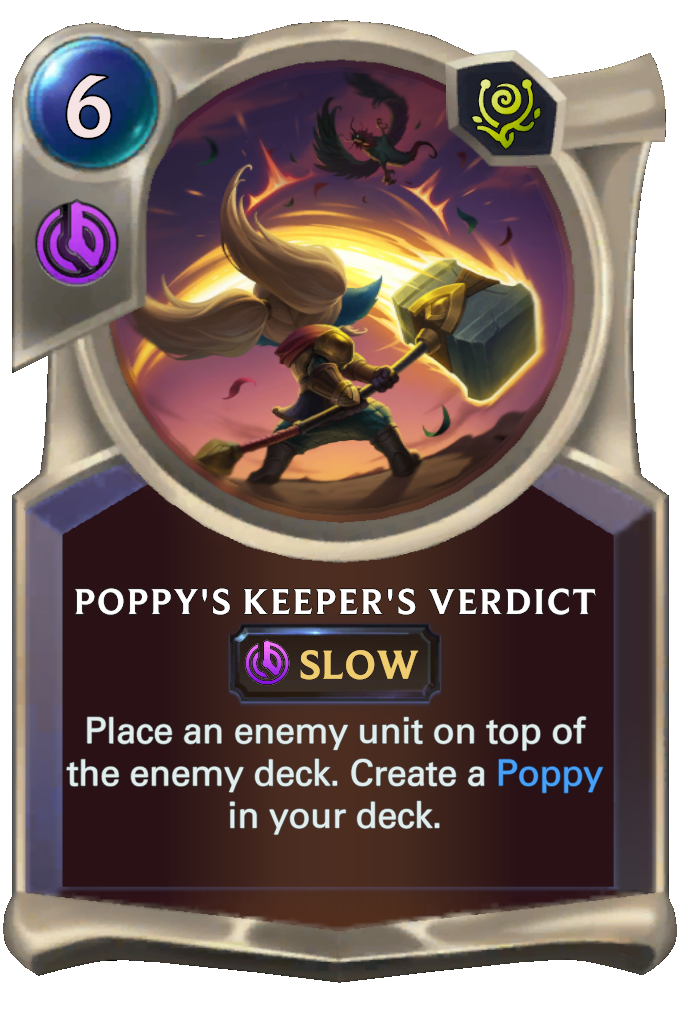 6
POPPY'S KEEPER'S VERDICT
SLOW
Place an enemy unit on top of
the enemy deck. Create a Poppy
in your deck.